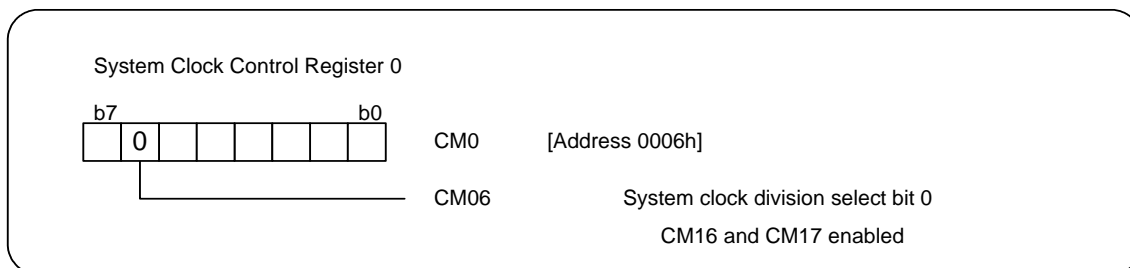 System Clock Control Register 0
b7 b0
0 CM0 [Address 0006h]
CM06 System clock division select bit 0
CM16 and CM17 enabled